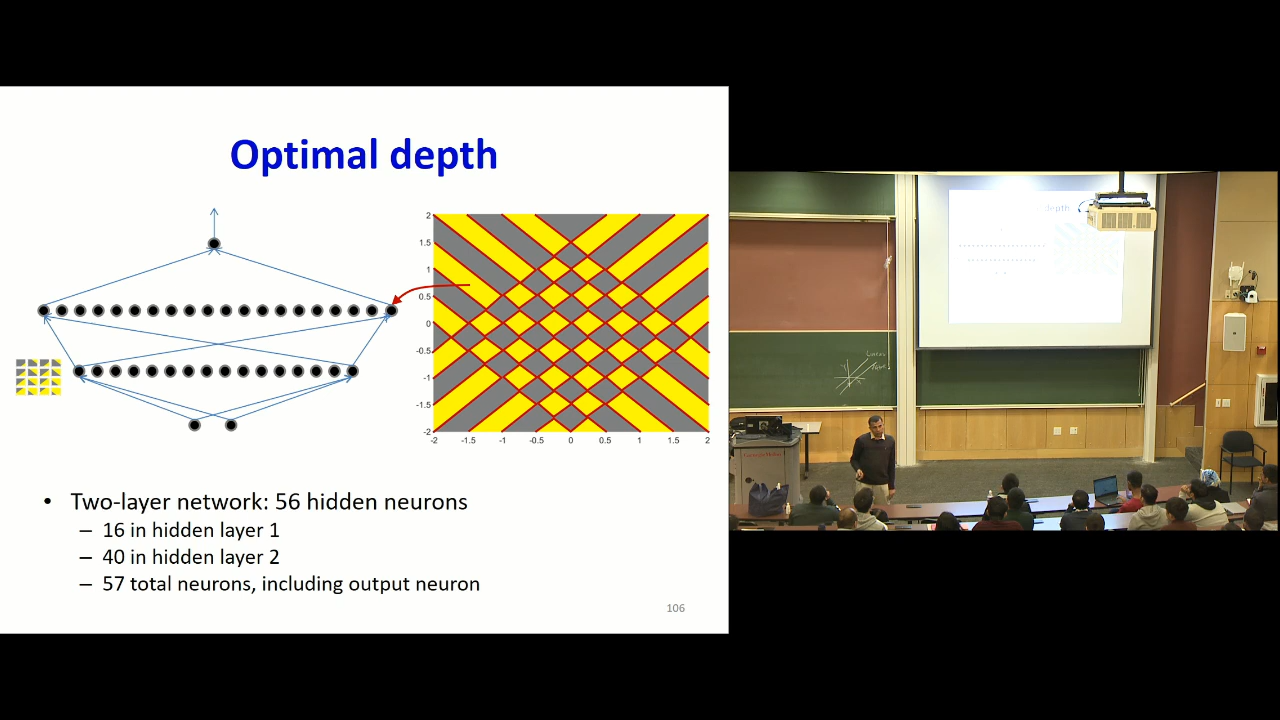 Optimal depth
2
1.5
1
0.5
0
-0.5
-1
-1.5
-2
-2 -1.5 -1 -0.5 0 0.5 1 1.5 2
• Two-layer network: 56 hidden neurons
– 16 in hidden layer 1
– 40 in hidden layer 2
– 57 total neurons, including output neuron
106
depth